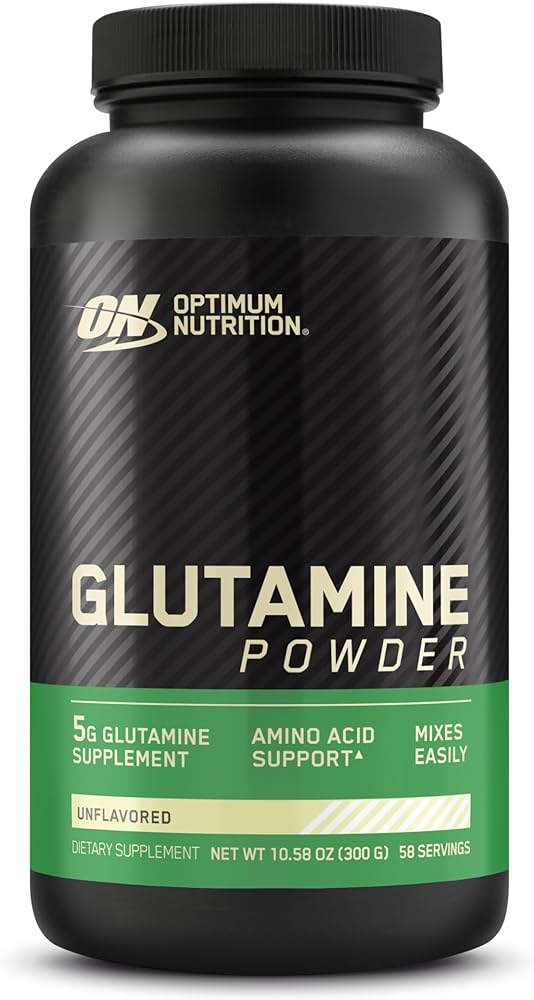 ON OPTIMUM
NUTRITION®
GLUTAMINE
POWDER
5G GLUTAMINE
SUPPLEMENT
AMINO ACID
SUPPORT▲
MIXES
EASILY
UNFLAVORED
DIETARY SUPPLEMENT NET WT 10.58 OZ (300 G) 58 SERVINGS